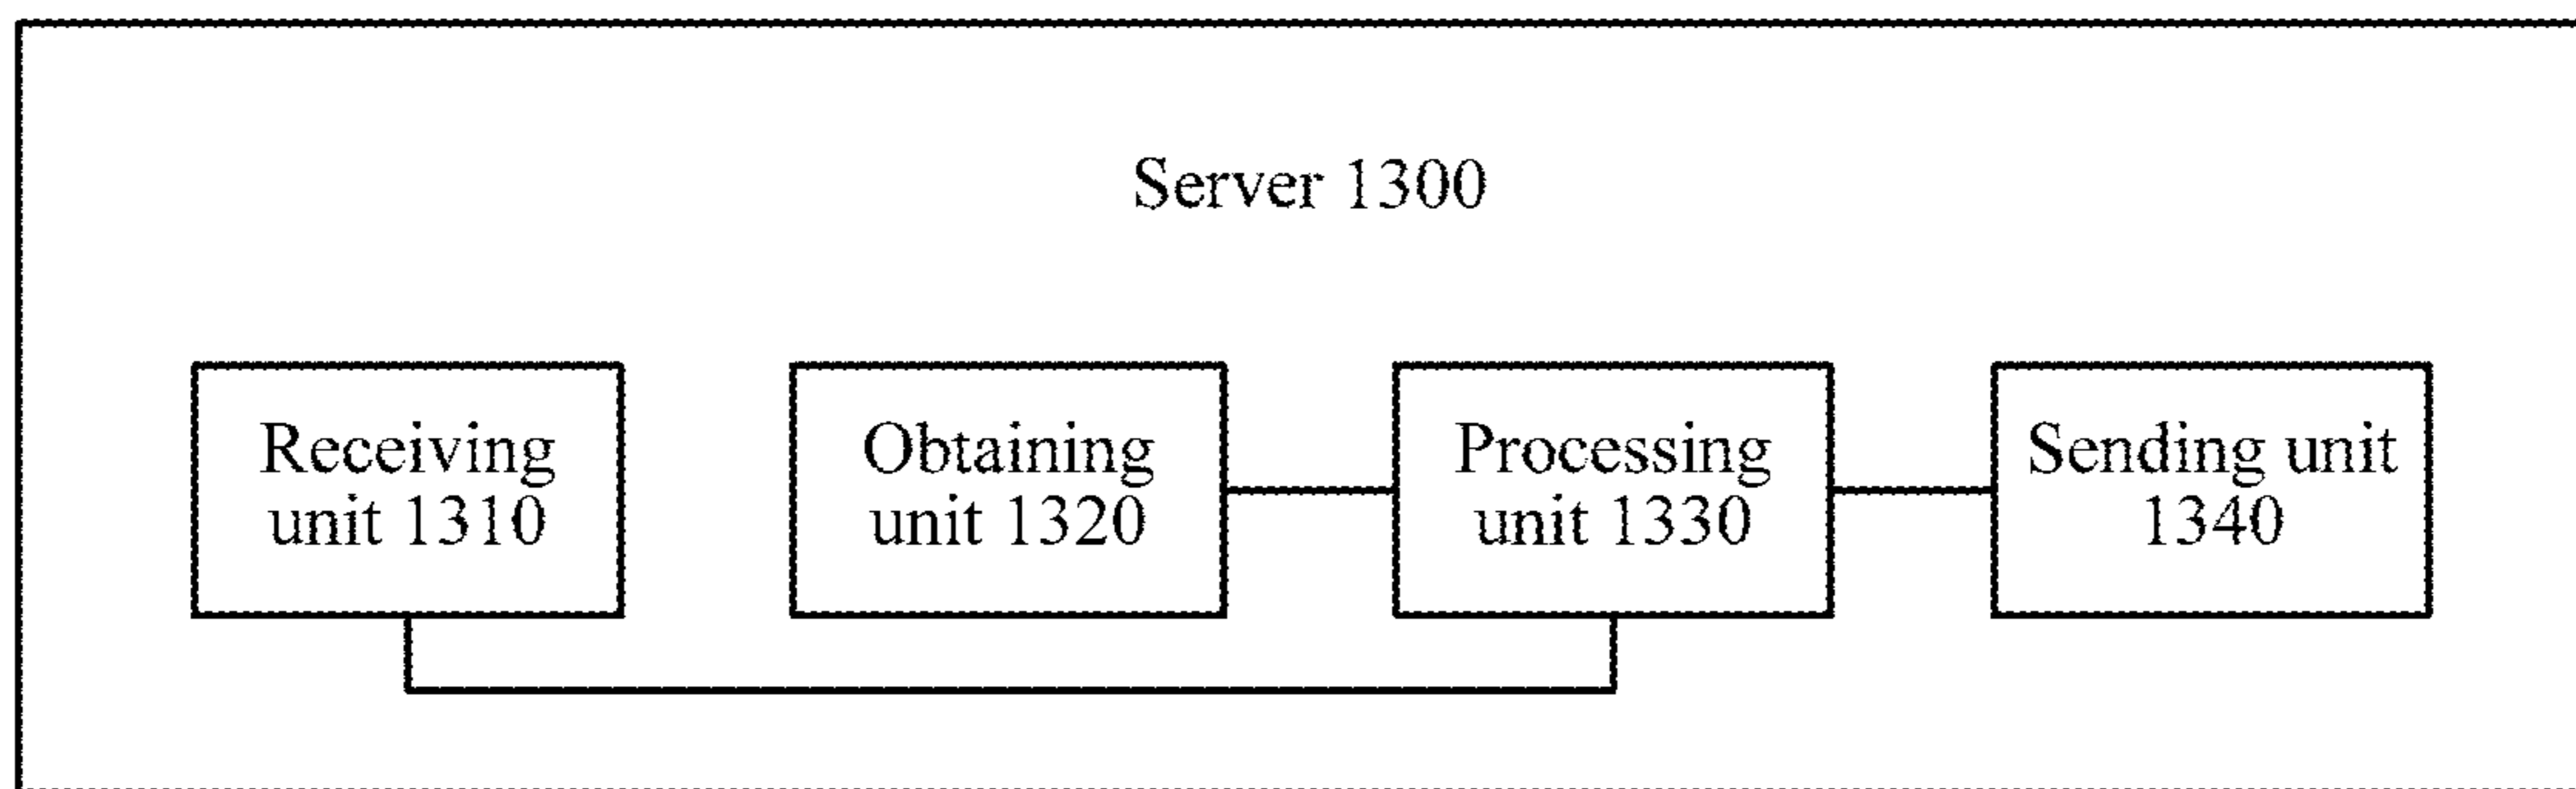 Server 1300
Receiving
unit 1310
Obtaining
unit 1320
Processing
unit 1330
Sending unit
1340